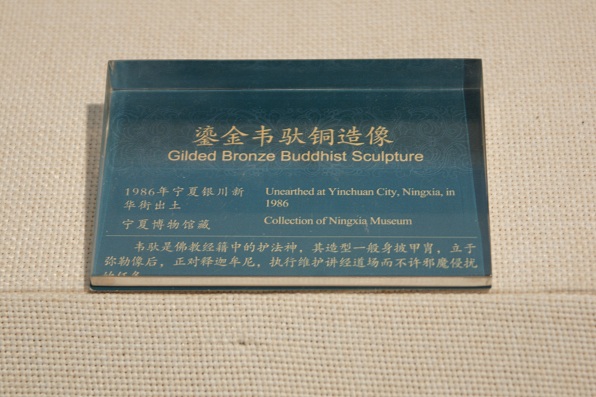 鎏金韦驮铜造像
Gilded Bronze Buddhist Sculpture
1986年宁夏银川新
华街出土
宁夏博物馆藏
Unearthed at Yinchuan City, Ningxia, in
1986
Collection of Ningxia Museum
韦驮是佛教经籍中的护法神，其造型一般身披甲胄，立于
弥勒像后，正对释迦牟尼，执行维护讲经道场而不许邪魔侵扰